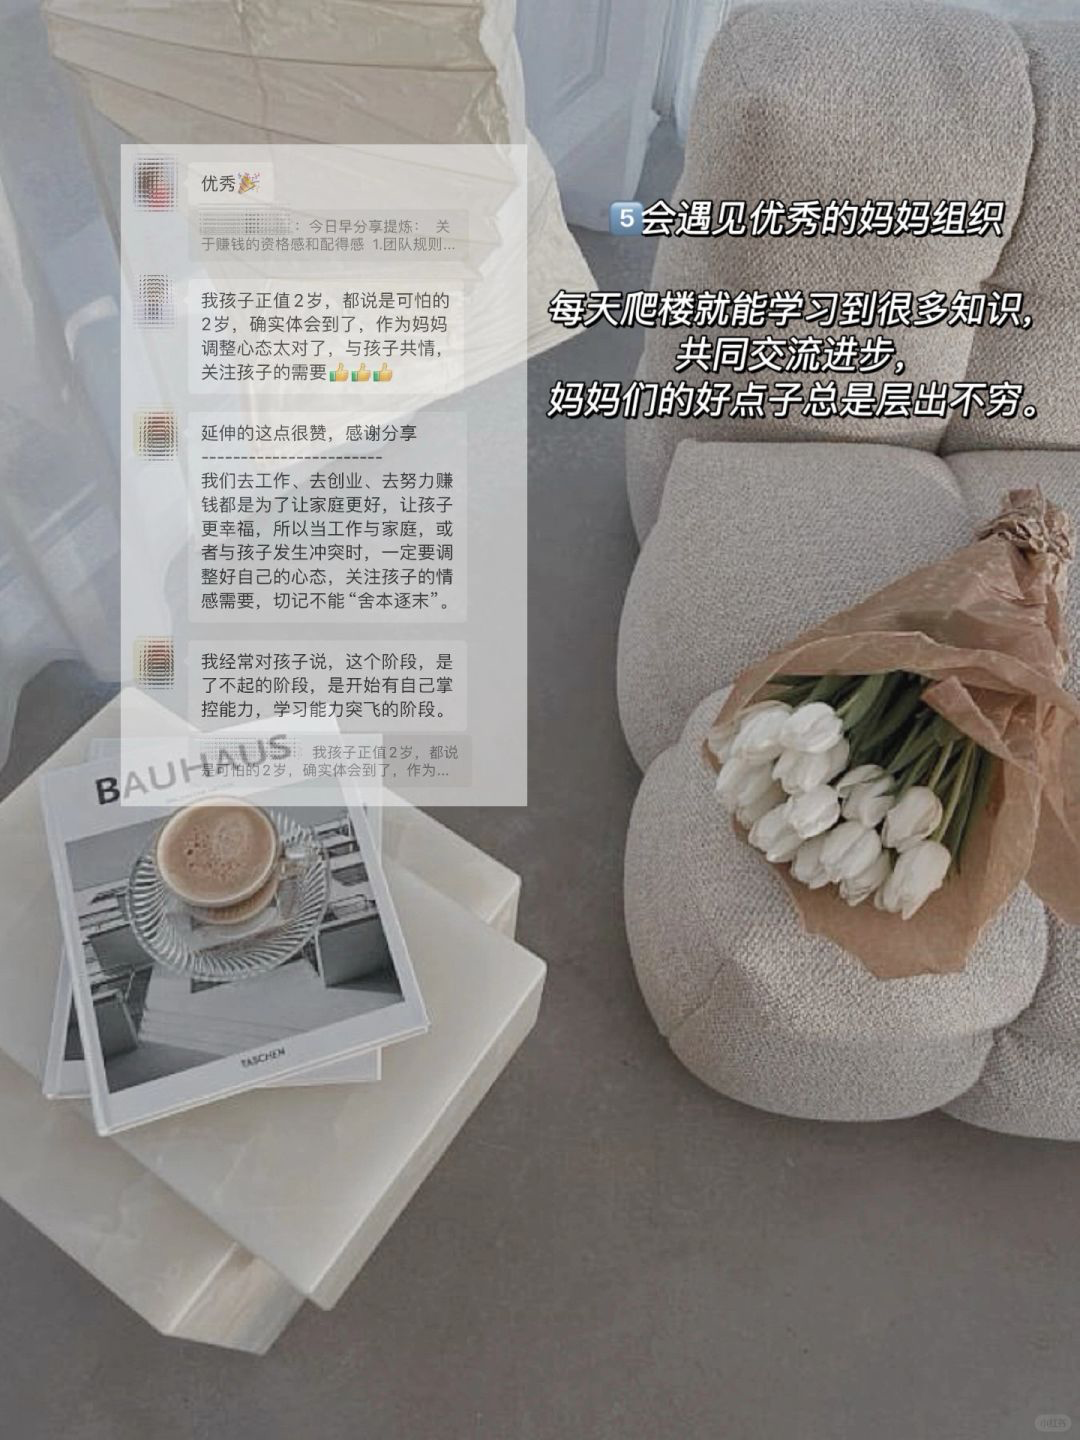 优秀🎉
：今日早分享提炼： 关
于赚钱的资格感和配得感 1.团队规则...
我孩子正值2岁，都说是可怕的
2岁，确实体会到了，作为妈妈
调整心态太对了，与孩子共情，
关注孩子的需要👍👍👍
延伸的这点很赞，感谢分享
-----------------------
我们去工作、去创业、去努力赚
钱都是为了让家庭更好，让孩子
更幸福，所以当工作与家庭，或
者与孩子发生冲突时，一定要调
整好自己的心态，关注孩子的情
感需要，切记不能“舍本逐末”。
我经常对孩子说，这个阶段，是
了不起的阶段，是开始有自己掌
控能力，学习能力突飞的阶段。
我孩子正值2岁，都说
是可怕的2岁，确实体会到了，作为...
5️⃣会遇见优秀的妈妈组织
每天爬楼就能学习到很多知识，
共同交流进步，
妈妈们的好点子总是层出不穷。
BAUHAUS
TASCHEN
小红书